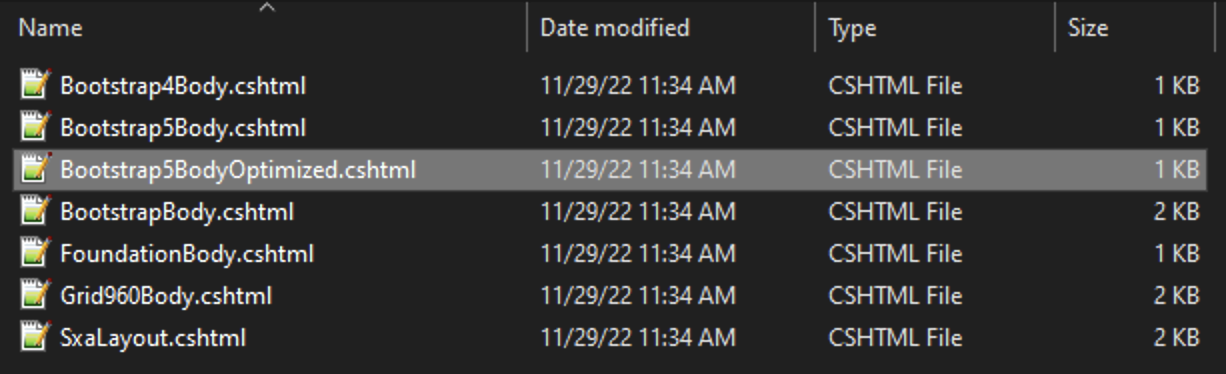 Name Date modified Type Size
Bootstrap4Body.cshtml 11/29/22 11:34 AM CSHTML File 1 KB
Bootstrap5Body.cshtml 11/29/22 11:34 AM CSHTML File 1 KB
Bootstrap5BodyOptimized.cshtml 11/29/22 11:34 AM CSHTML File 1 KB
BootstrapBody.cshtml 11/29/22 11:34 AM CSHTML File 2 KB
FoundationBody.cshtml 11/29/22 11:34 AM CSHTML File 1 KB
Grid960Body.cshtml 11/29/22 11:34 AM CSHTML File 2 KB
SxaLayout.cshtml 11/29/22 11:34 AM CSHTML File 2 KB